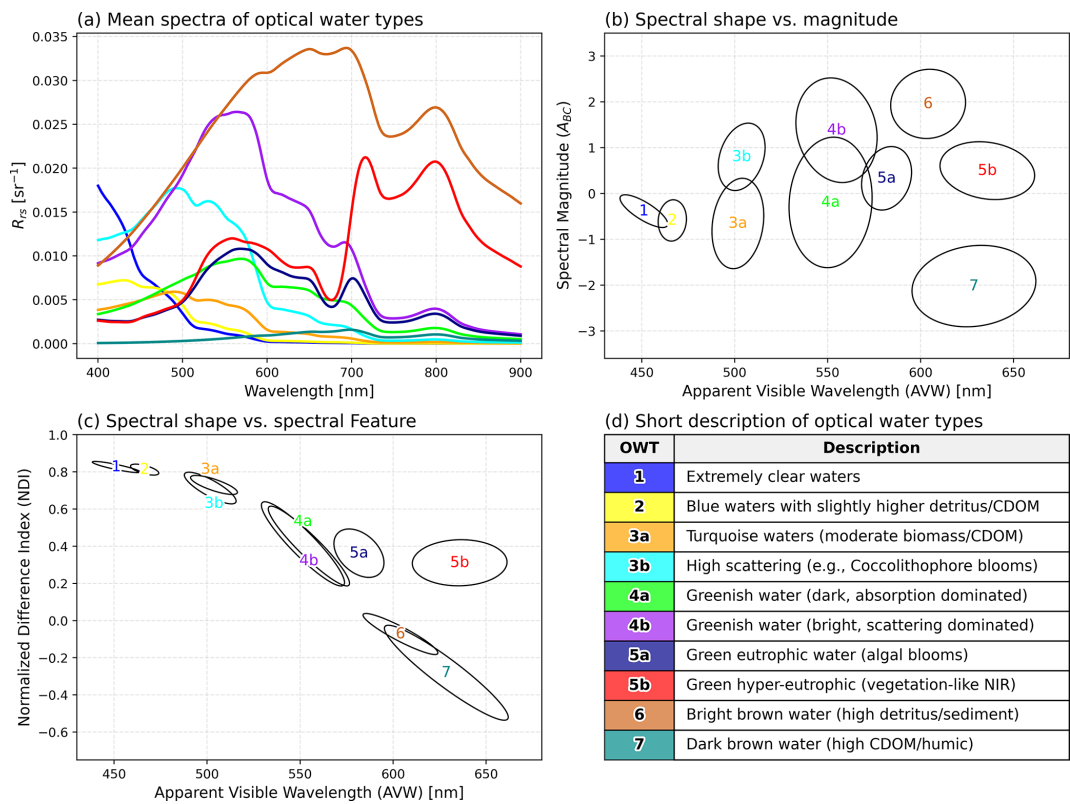 (a) Mean spectra of optical water types
0.035
0.030
0.025
0.020
0.015
0.010
0.005
0.000
R_rs [sr⁻¹]
400 500 600 700 800 900
Wavelength [nm]
(b) Spectral shape vs. magnitude
3
2
1
0
−1
−2
−3
Spectral Magnitude (A_BC)
1
2
3a
3b
4a
4b
5a
5b
6
7
450 500 550 600 650
Apparent Visible Wavelength (AVW) [nm]
(c) Spectral shape vs. spectral Feature
1.0
0.8
0.6
0.4
0.2
0.0
−0.2
−0.4
−0.6
Normalized Difference Index (NDI)
1
2
3a
3b
4a
4b
5a
5b
6
7
450 500 550 600 650
Apparent Visible Wavelength (AVW) [nm]
(d) Short description of optical water types
OWT Description
1 Extremely clear waters
2 Blue waters with slightly higher detritus/CDOM
3a Turquoise waters (moderate biomass/CDOM)
3b High scattering (e.g., Coccolithophore blooms)
4a Greenish water (dark, absorption dominated)
4b Greenish water (bright, scattering dominated)
5a Green eutrophic water (algal blooms)
5b Green hyper-eutrophic (vegetation-like NIR)
6 Bright brown water (high detritus/sediment)
7 Dark brown water (high CDOM/humic)